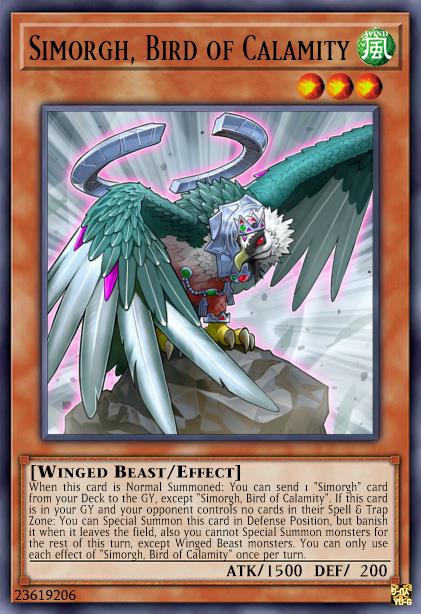 SIMORGH, BIRD OF CALAMITY
WIND
風
[WINGED BEAST/EFFECT]
When this card is Normal Summoned: You can send 1 "Simorgh" card
from your Deck to the GY, except "Simorgh, Bird of Calamity". If this card
is in your GY and your opponent controls no cards in their Spell & Trap
Zone: You can Special Summon this card in Defense Position, but banish
it when it leaves the field, also you cannot Special Summon monsters for
the rest of this turn, except Winged Beast monsters. You can only use
each effect of "Simorgh, Bird of Calamity" once per turn.
ATK/1500 DEF/ 200
23619206